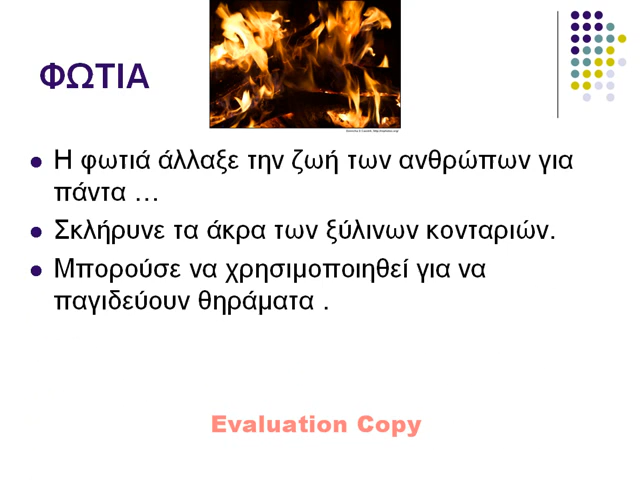 ΦΩΤΙΑ
Η φωτιά άλλαξε την ζωή των ανθρώπων για
πάντα …
Σκλήρυνε τα άκρα των ξύλινων κονταριών.
Μπορούσε να χρησιμοποιηθεί για να
παγιδεύουν θηράματα .
Evaluation Copy